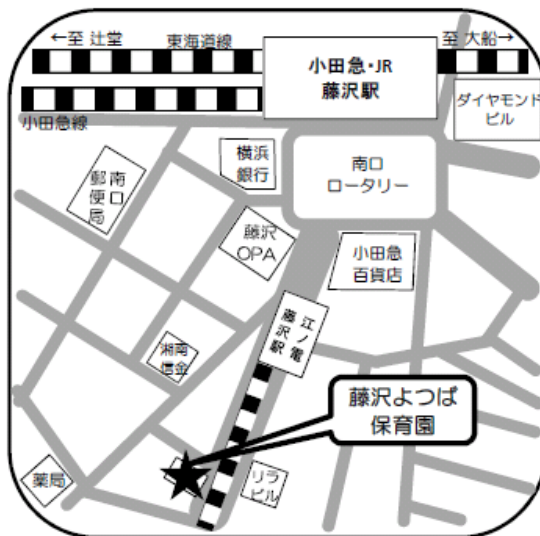 ←至 辻堂
東海道線
至 大船→
小田急・JR
藤沢駅
ダイヤモンド
ビル
小田急線
横浜
銀行
南口
ロータリー
南口
郵便局
藤沢
OPA
小田急
百貨店
江ノ電
藤沢駅
湘南
信金
藤沢よつば
保育園
薬局
リラ
ビル